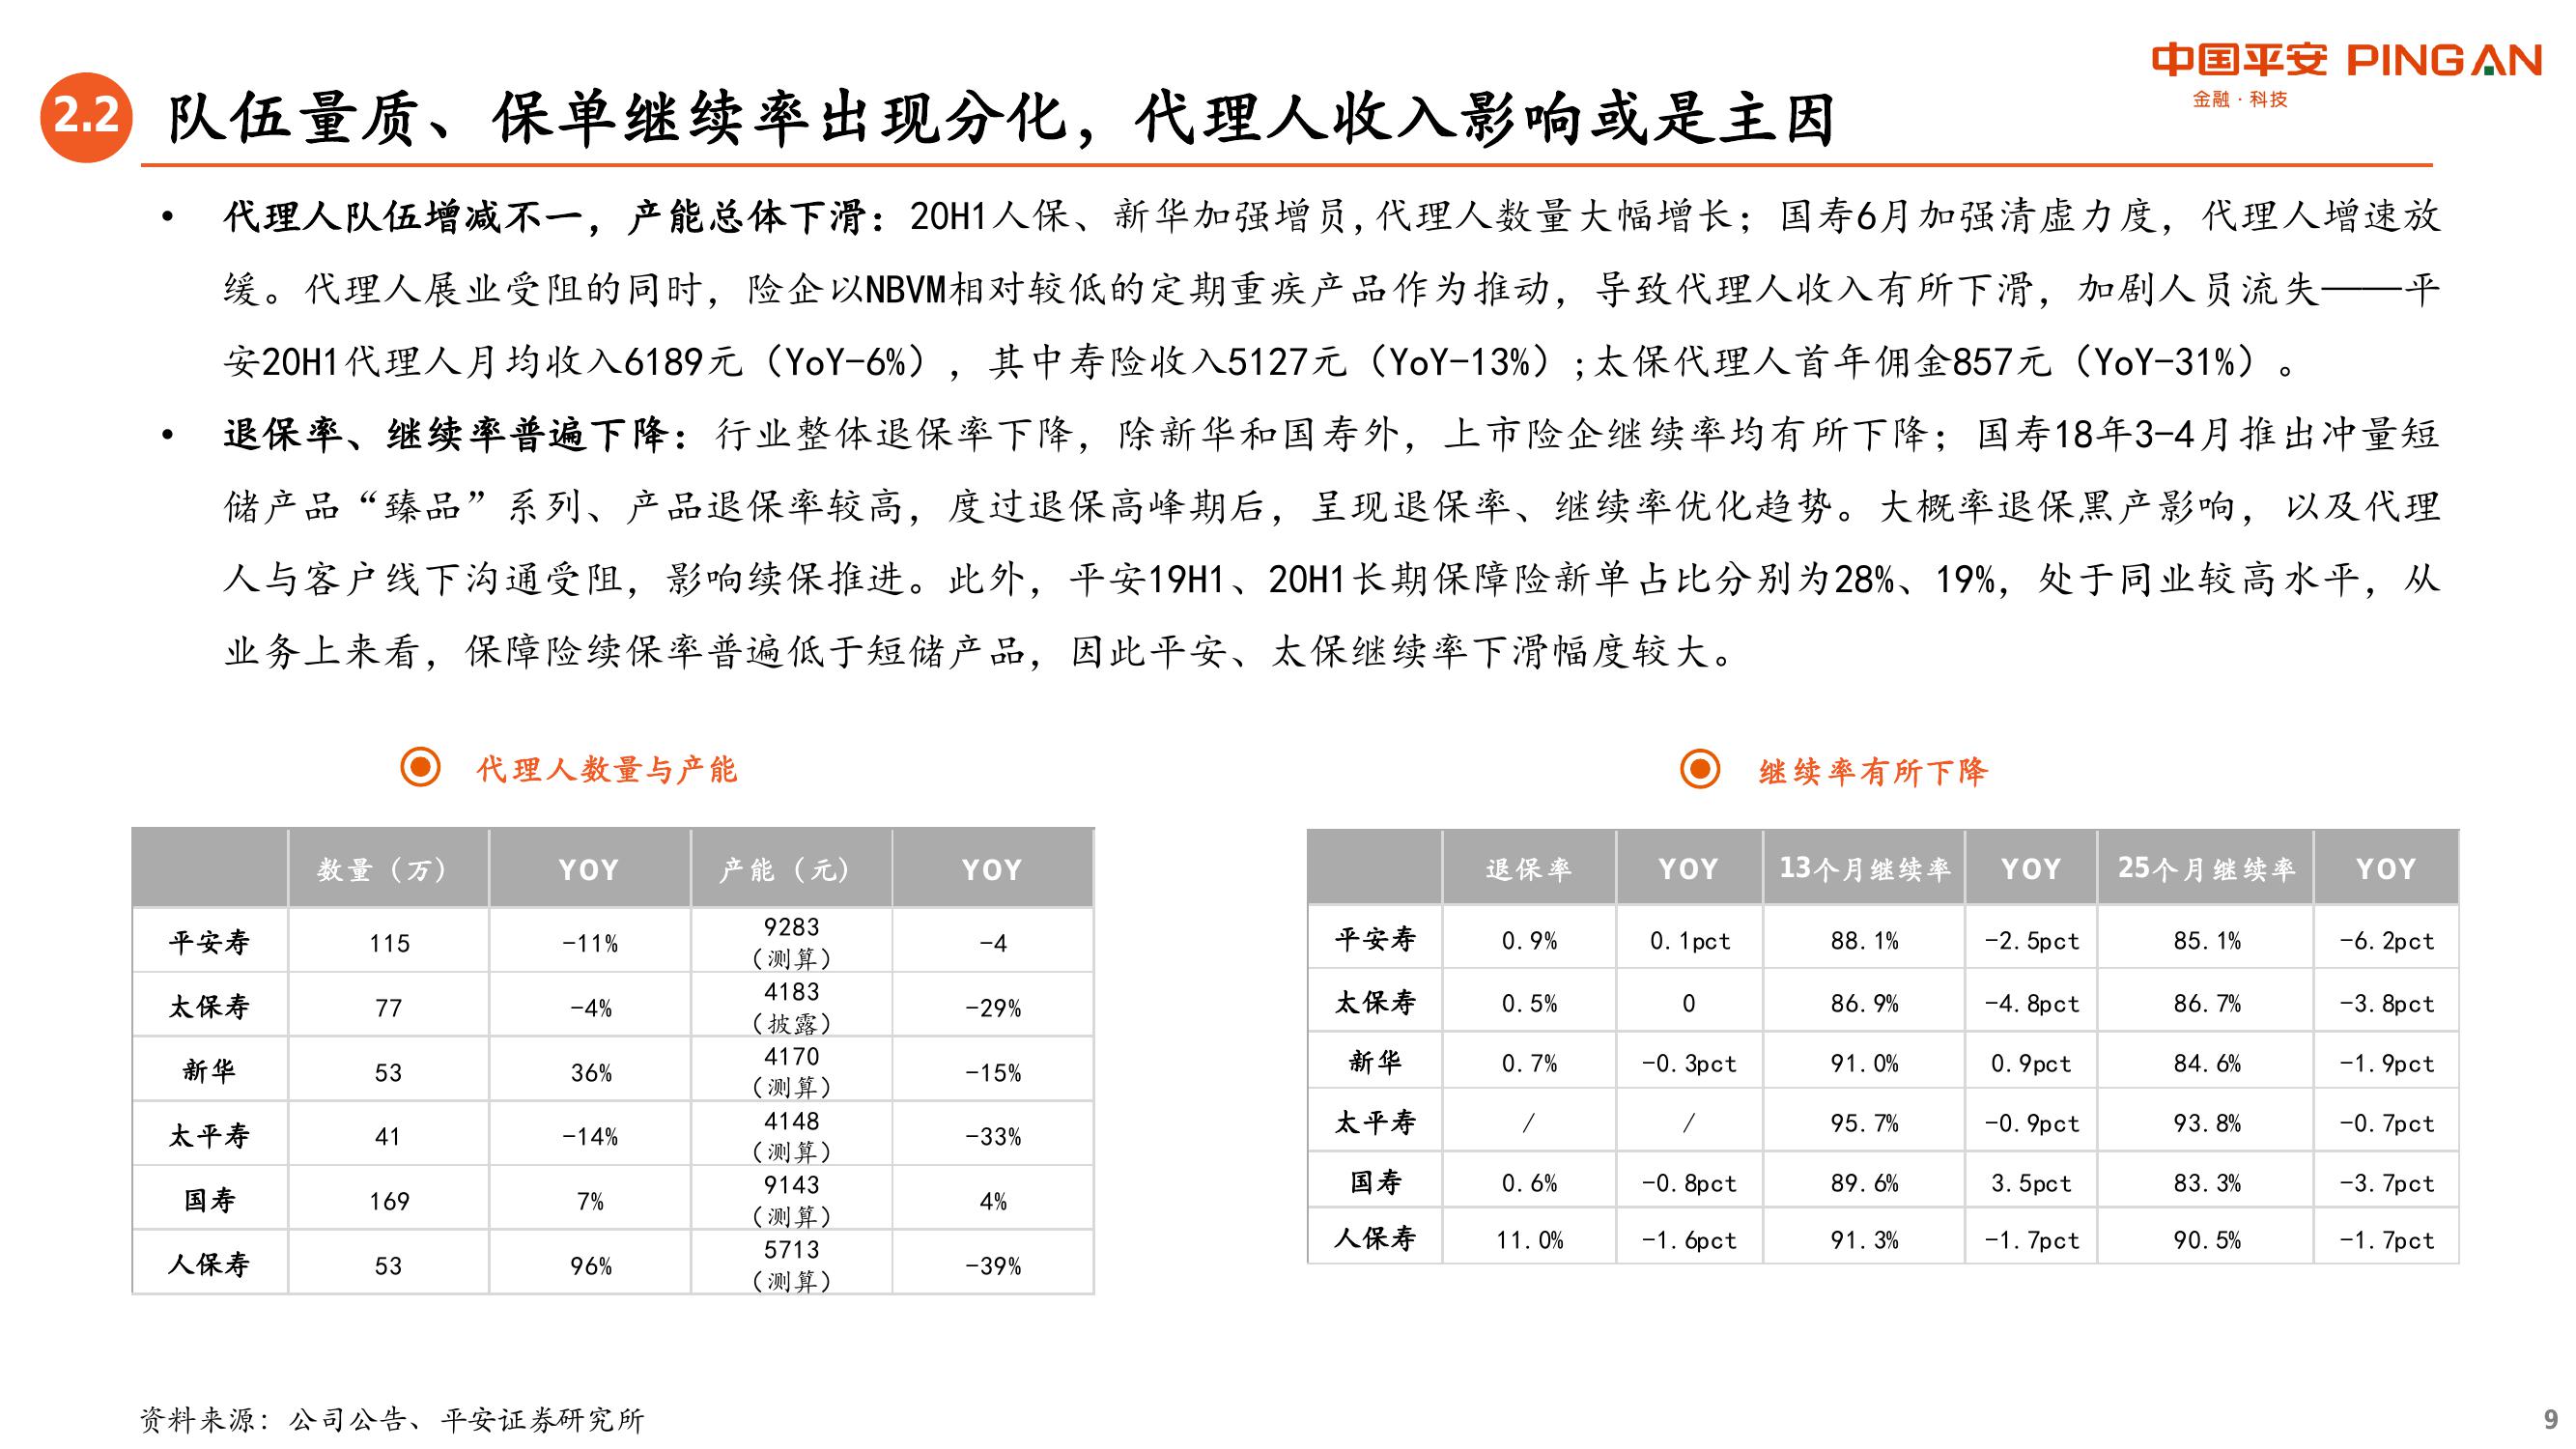 中国平安 PINGAN
金融·科技
2.2 队伍量质、保单继续率出现分化，代理人收入影响或是主因
• 代理人队伍增减不一，产能总体下滑：20H1人保、新华加强增员,代理人数量大幅增长；国寿6月加强清虚力度，代理人增速放
缓。代理人展业受阻的同时，险企以NBVM相对较低的定期重疾产品作为推动，导致代理人收入有所下滑，加剧人员流失——平
安20H1代理人月均收入6189元（YoY-6%），其中寿险收入5127元（YoY-13%）;太保代理人首年佣金857元（YoY-31%）。
• 退保率、继续率普遍下降：行业整体退保率下降，除新华和国寿外，上市险企继续率均有所下降；国寿18年3-4月推出冲量短
储产品“臻品”系列、产品退保率较高，度过退保高峰期后，呈现退保率、继续率优化趋势。大概率退保黑产影响，以及代理
人与客户线下沟通受阻，影响续保推进。此外，平安19H1、20H1长期保障险新单占比分别为28%、19%，处于同业较高水平，从
业务上来看，保障险续保率普遍低于短储产品，因此平安、太保继续率下滑幅度较大。
代理人数量与产能
数量（万） YOY 产能（元） YOY
平安寿 115 -11% 9283（测算） -4
太保寿 77 -4% 4183（披露） -29%
新华 53 36% 4170（测算） -15%
太平寿 41 -14% 4148（测算） -33%
国寿 169 7% 9143（测算） 4%
人保寿 53 96% 5713（测算） -39%
继续率有所下降
退保率 YOY 13个月继续率 YOY 25个月继续率 YOY
平安寿 0.9% 0.1pct 88.1% -2.5pct 85.1% -6.2pct
太保寿 0.5% 0 86.9% -4.8pct 86.7% -3.8pct
新华 0.7% -0.3pct 91.0% 0.9pct 84.6% -1.9pct
太平寿 / / 95.7% -0.9pct 93.8% -0.7pct
国寿 0.6% -0.8pct 89.6% 3.5pct 83.3% -3.7pct
人保寿 11.0% -1.6pct 91.3% -1.7pct 90.5% -1.7pct
资料来源：公司公告、平安证券研究所
9